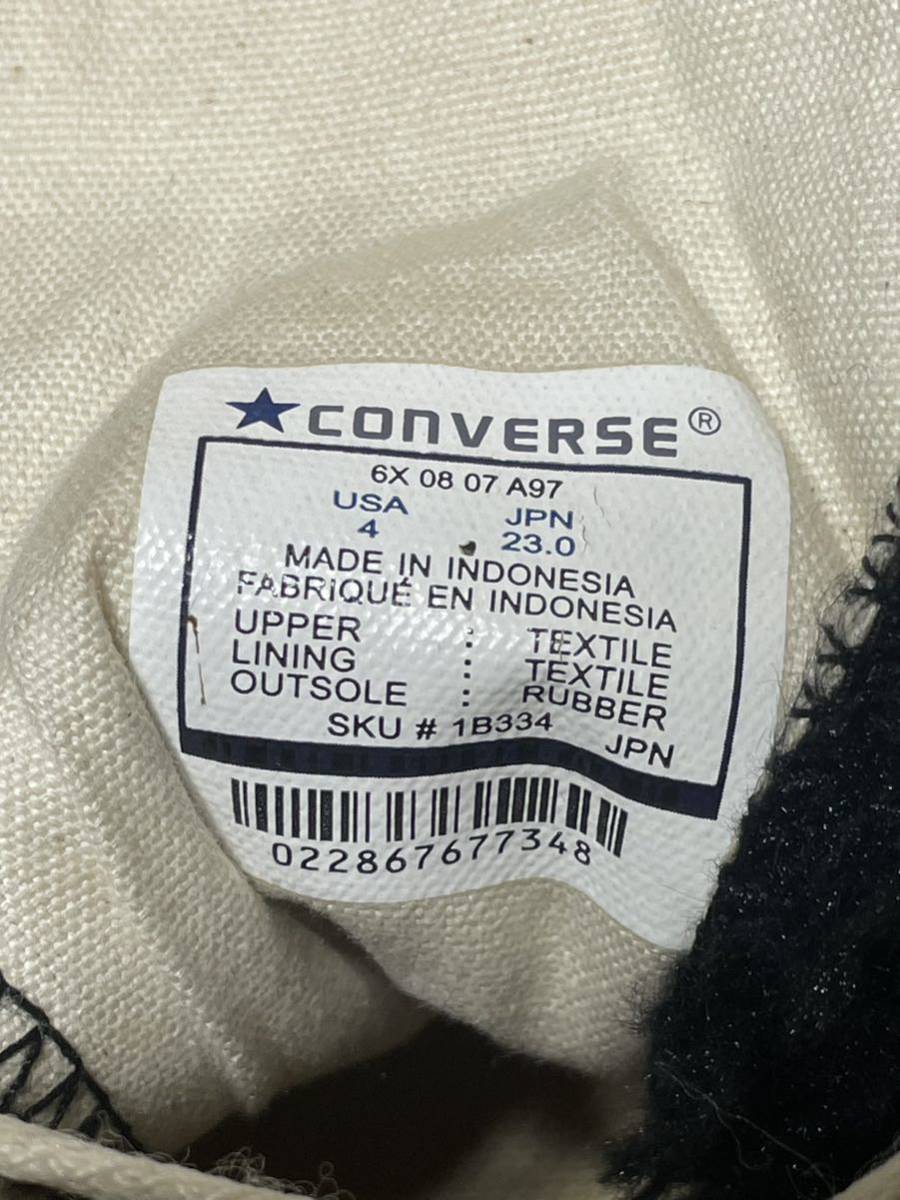 CONVERSE®
6X 08 07 A97
USA JPN
4 23.0
MADE IN INDONESIA
FABRIQUÉ EN INDONESIA
UPPER : TEXTILE
LINING : TEXTILE
OUTSOLE : RUBBER
SKU # 1B334 JPN
022867677348